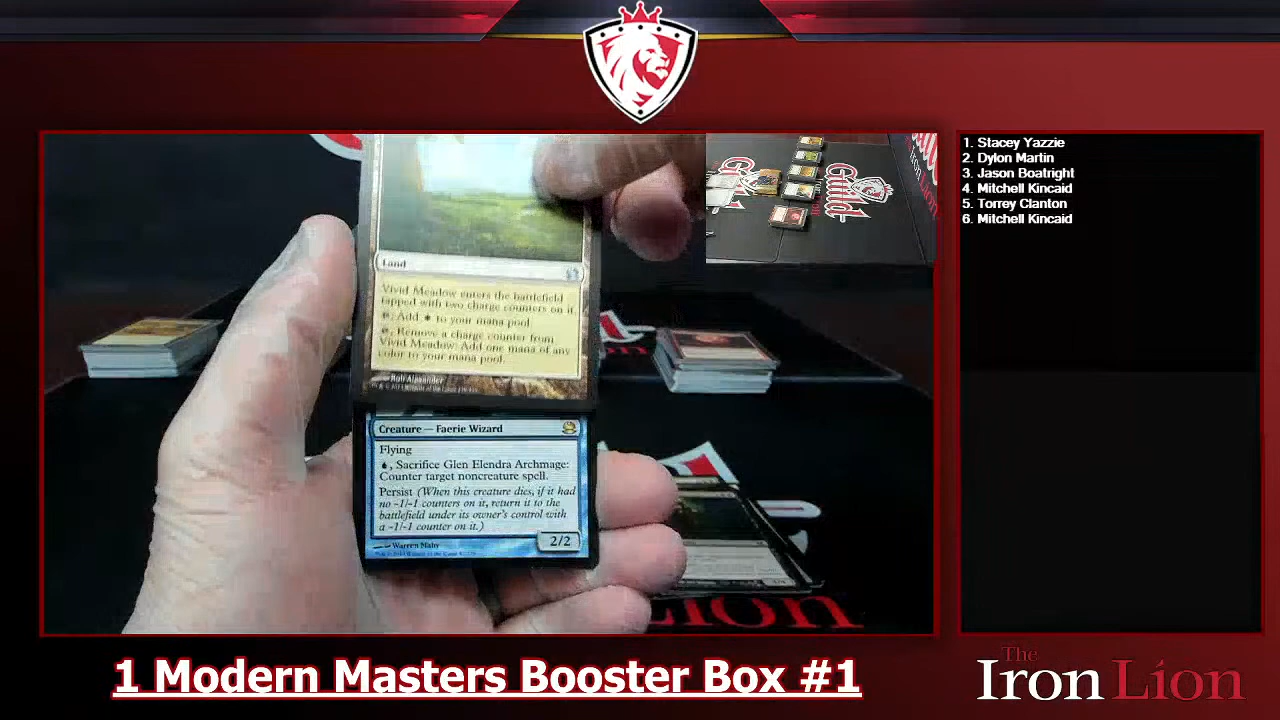 1. Stacey Yazzie
2. Dylon Martin
3. Jason Boatright
4. Mitchell Kincaid
5. Torrey Clanton
6. Mitchell Kincaid
Guild
Land
Vivid Meadow enters the battlefield
tapped with two charge counters on it.
: Add to your mana pool.
, Remove a charge counter from
Vivid Meadow: Add one mana of any
color to your mana pool.
Rob Alexander
Creature — Faerie Wizard
Flying
, Sacrifice Glen Elendra Archmage:
Counter target noncreature spell.
Persist (When this creature dies, if it had
no -1/-1 counters on it, return it to the
battlefield under its owner's control with
a -1/-1 counter on it.)
Warren Mahy
2/2
1 Modern Masters Booster Box #1
The
Iron Lion